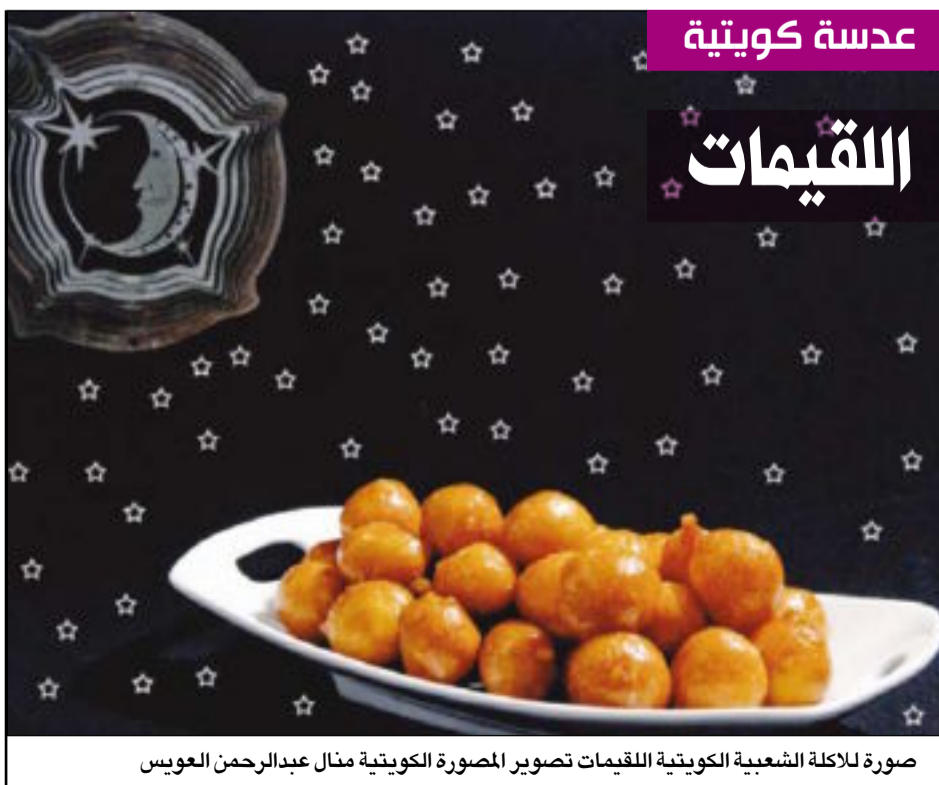 عدسة كويتية
اللقيمات
صورة للاكلة الشعبية الكويتية اللقيمات تصوير المصورة الكويتية منال عبدالرحمن العويس